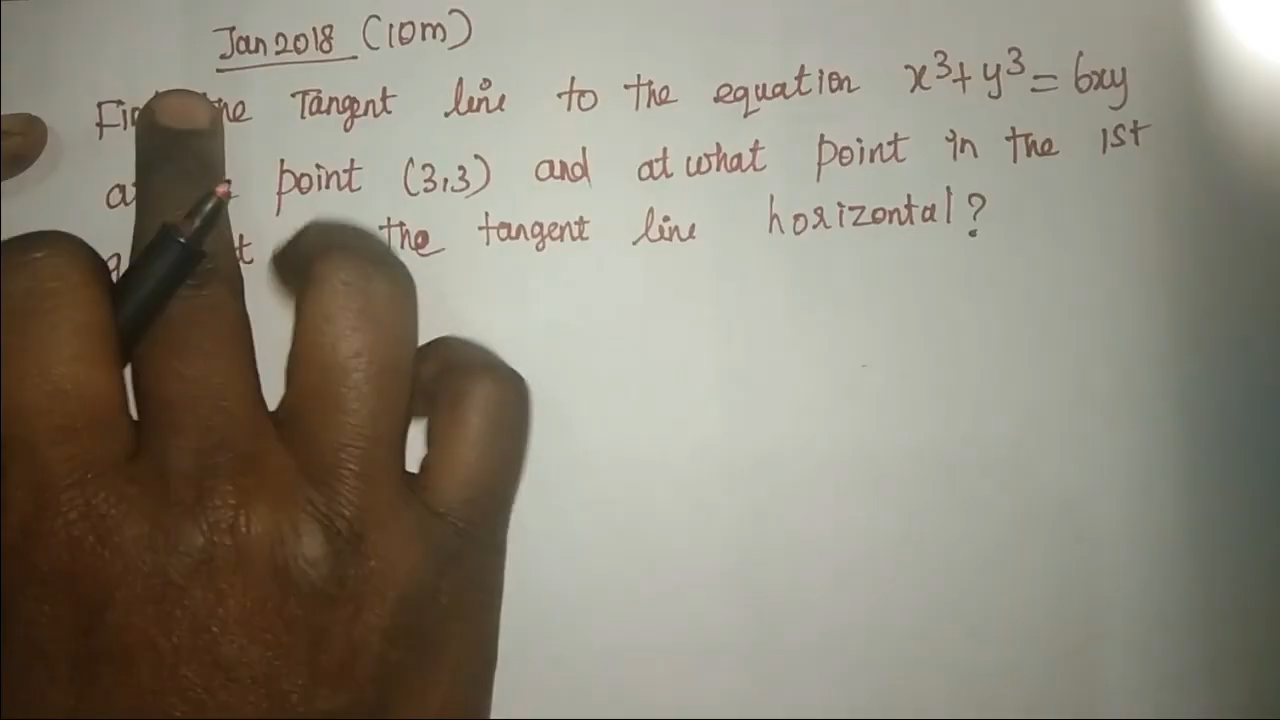 Jan 2018 (10m)
Tangent line to the equation x³+y³=6xy
point (3,3) and at what point in the 1st
the tangent line horizontal?